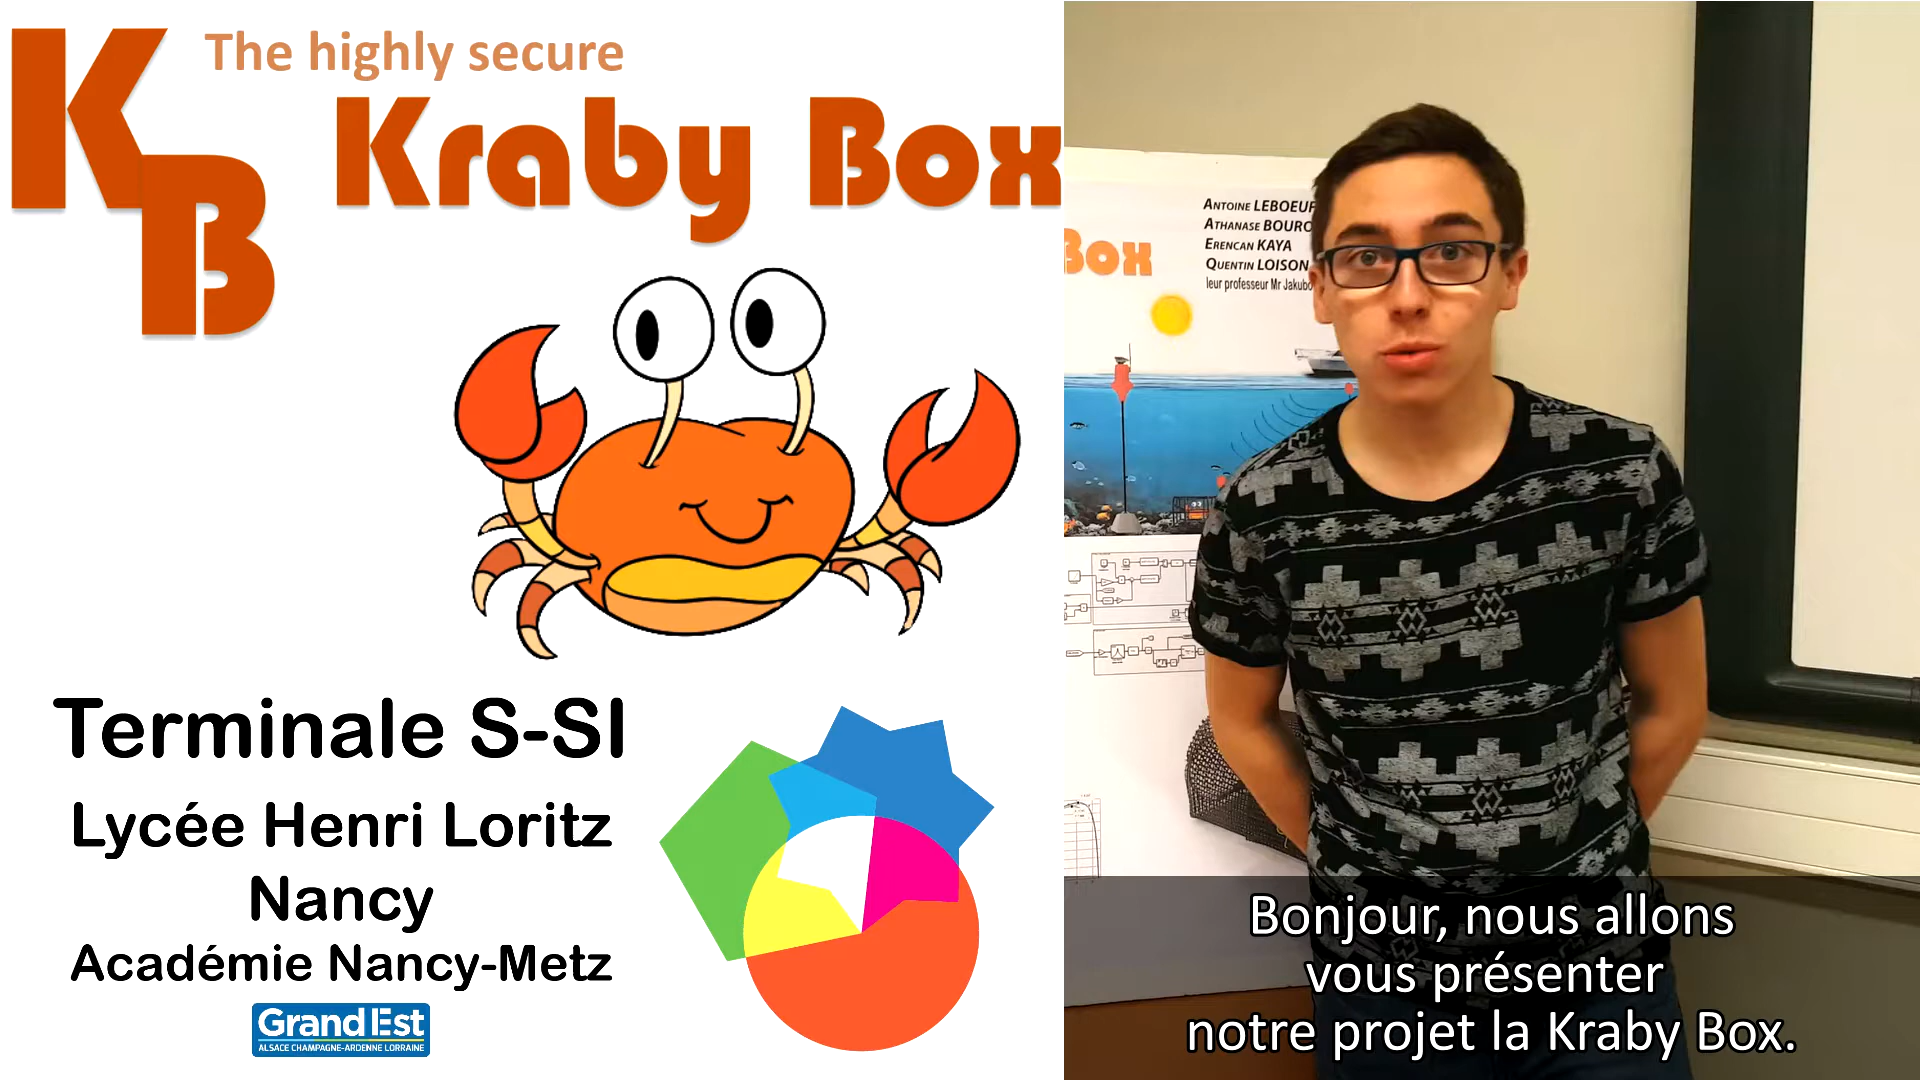 KB
The highly secure
Kraby Box
Terminale S-SI
Lycée Henri Loritz
Nancy
Académie Nancy-Metz
Grand Est
ALSACE CHAMPAGNE-ARDENNE LORRAINE
Box
ANTOINE LEBOEUF
ATHANASE
ERENCAN KAYA
QUENTIN LOISON
leur professeur Mr
Bonjour, nous allons
vous présenter
notre projet la Kraby Box.